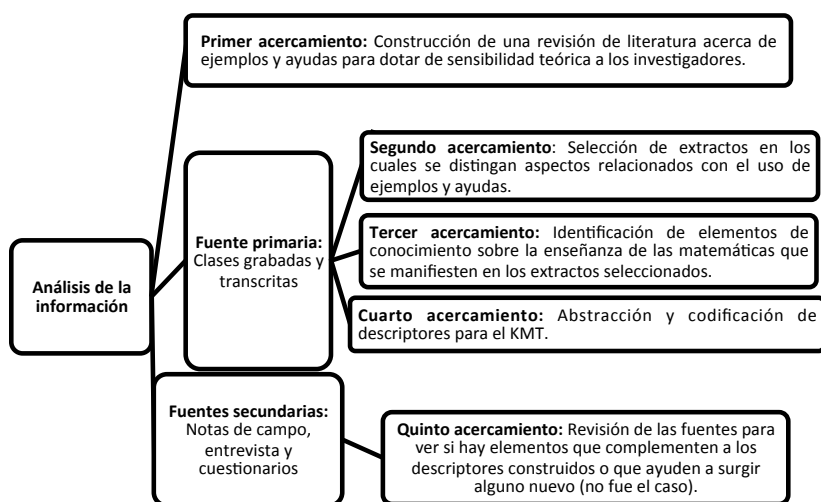 Primer acercamiento: Construcción de una revisión de literatura acerca de
ejemplos y ayudas para dotar de sensibilidad teórica a los investigadores.
Segundo acercamiento: Selección de extractos en los
cuales se distingan aspectos relacionados con el uso de
ejemplos y ayudas.
Fuente primaria:
Clases grabadas y
transcritas
Tercer acercamiento: Identificación de elementos de
conocimiento sobre la enseñanza de las matemáticas que
se manifiesten en los extractos seleccionados.
Análisis de la
información
Cuarto acercamiento: Abstracción y codificación de
descriptores para el KMT.
Fuentes secundarias:
Notas de campo,
entrevista y
cuestionarios
Quinto acercamiento: Revisión de las fuentes para
ver si hay elementos que complementen a los
descriptores construidos o que ayuden a surgir
alguno nuevo (no fue el caso).